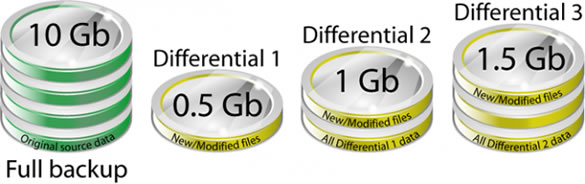 10 Gb
Original source data
Full backup
Differential 1
0.5 Gb
New/Modified files
Differential 2
1 Gb
New/Modified files
All Differential 1 data
Differential 3
1.5 Gb
New/Modified files
All Differential 2 data